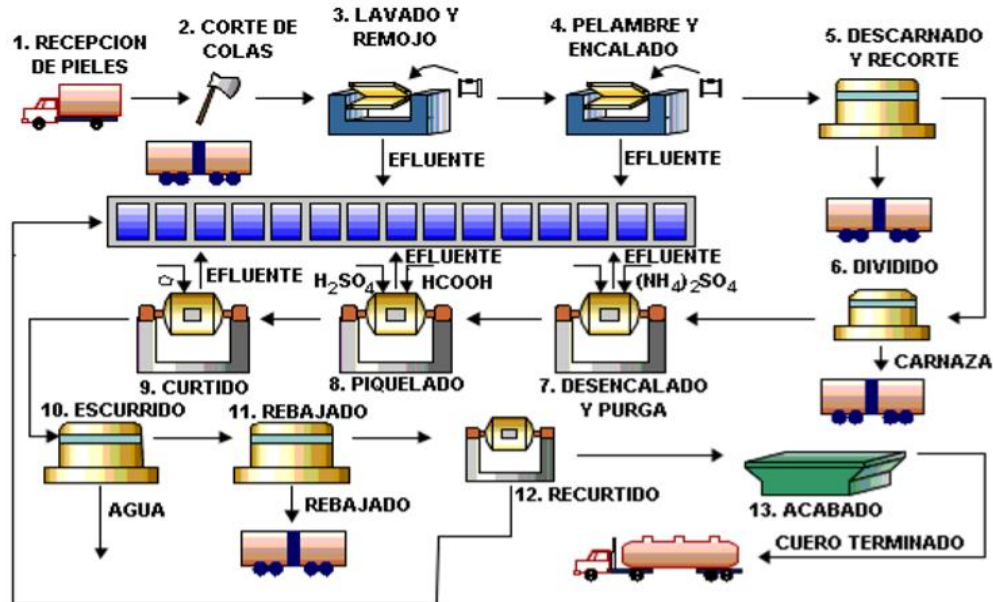 1. RECEPCION
DE PIELES
2. CORTE DE
COLAS
3. LAVADO Y
REMOJO
4. PELAMBRE Y
ENCALADO
5. DESCARNADO
Y RECORTE
EFLUENTE
EFLUENTE
6. DIVIDIDO
EFLUENTE
H2SO4
EFLUENTE
HCOOH
EFLUENTE
(NH4)2SO4
CARNAZA
9. CURTIDO
8. PIQUELADO
7. DESENCALADO
Y PURGA
10. ESCURRIDO
11. REBAJADO
12. RECURTIDO
13. ACABADO
AGUA
REBAJADO
CUERO TERMINADO